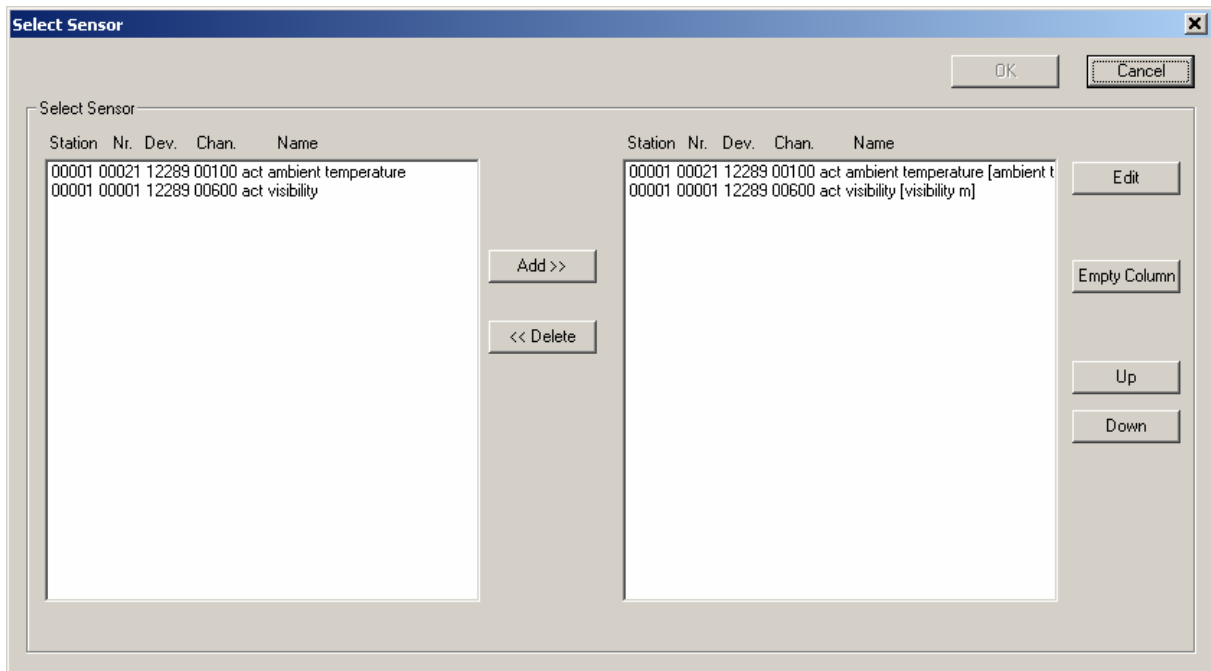 Select Sensor
OK
Cancel
Select Sensor
Station Nr. Dev. Chan. Name
00001 00021 12289 00100 act ambient temperature
00001 00001 12289 00600 act visibility
Add >>
<< Delete
Station Nr. Dev. Chan. Name
00001 00021 12289 00100 act ambient temperature [ambient t
00001 00001 12289 00600 act visibility [visibility m]
Edit
Empty Column
Up
Down